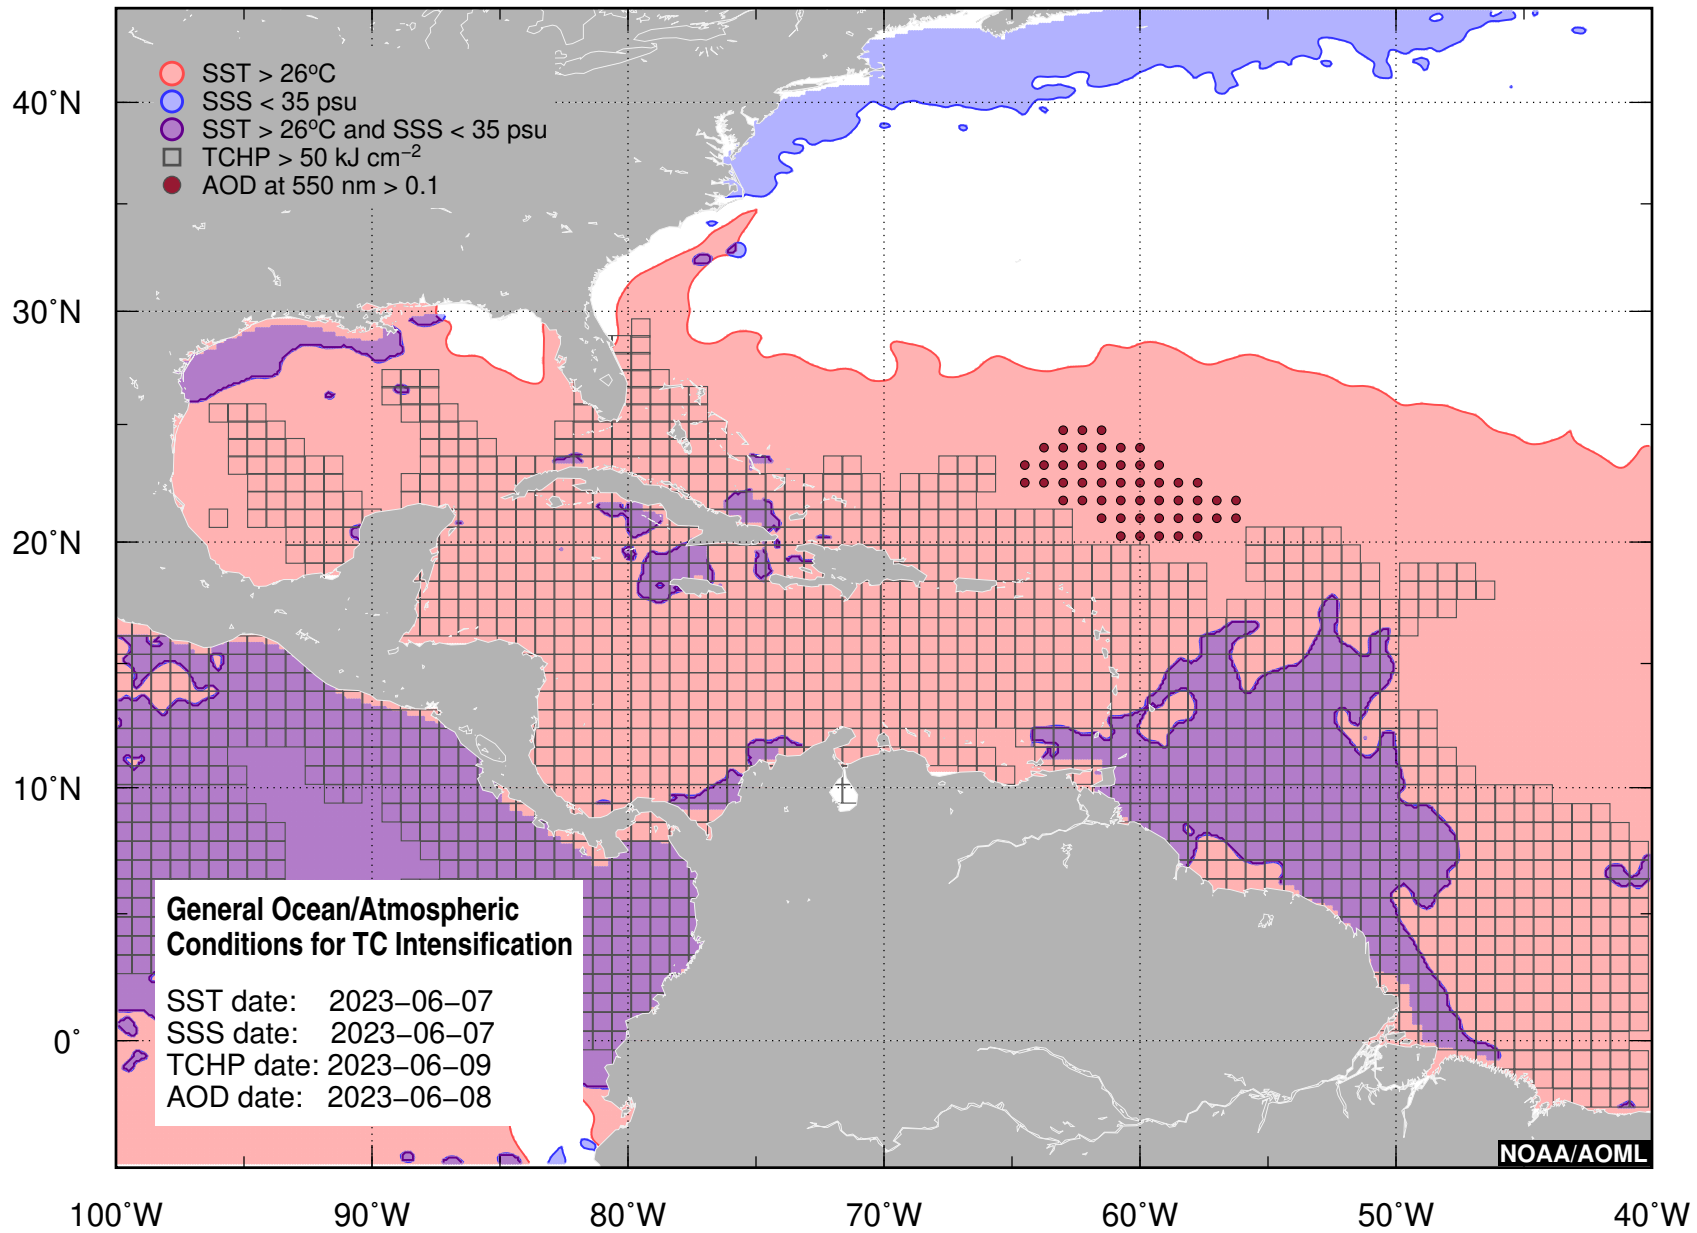 SST > 26°C
SSS < 35 psu
SST > 26°C and SSS < 35 psu
TCHP > 50 kJ cm⁻²
AOD at 550 nm > 0.1
40°N
30°N
20°N
10°N
0°
General Ocean/Atmospheric
Conditions for TC Intensification
SST date: 2023−06−07
SSS date: 2023−06−07
TCHP date: 2023−06−09
AOD date: 2023−06−08
NOAA/AOML
100°W 90°W 80°W 70°W 60°W 50°W 40°W